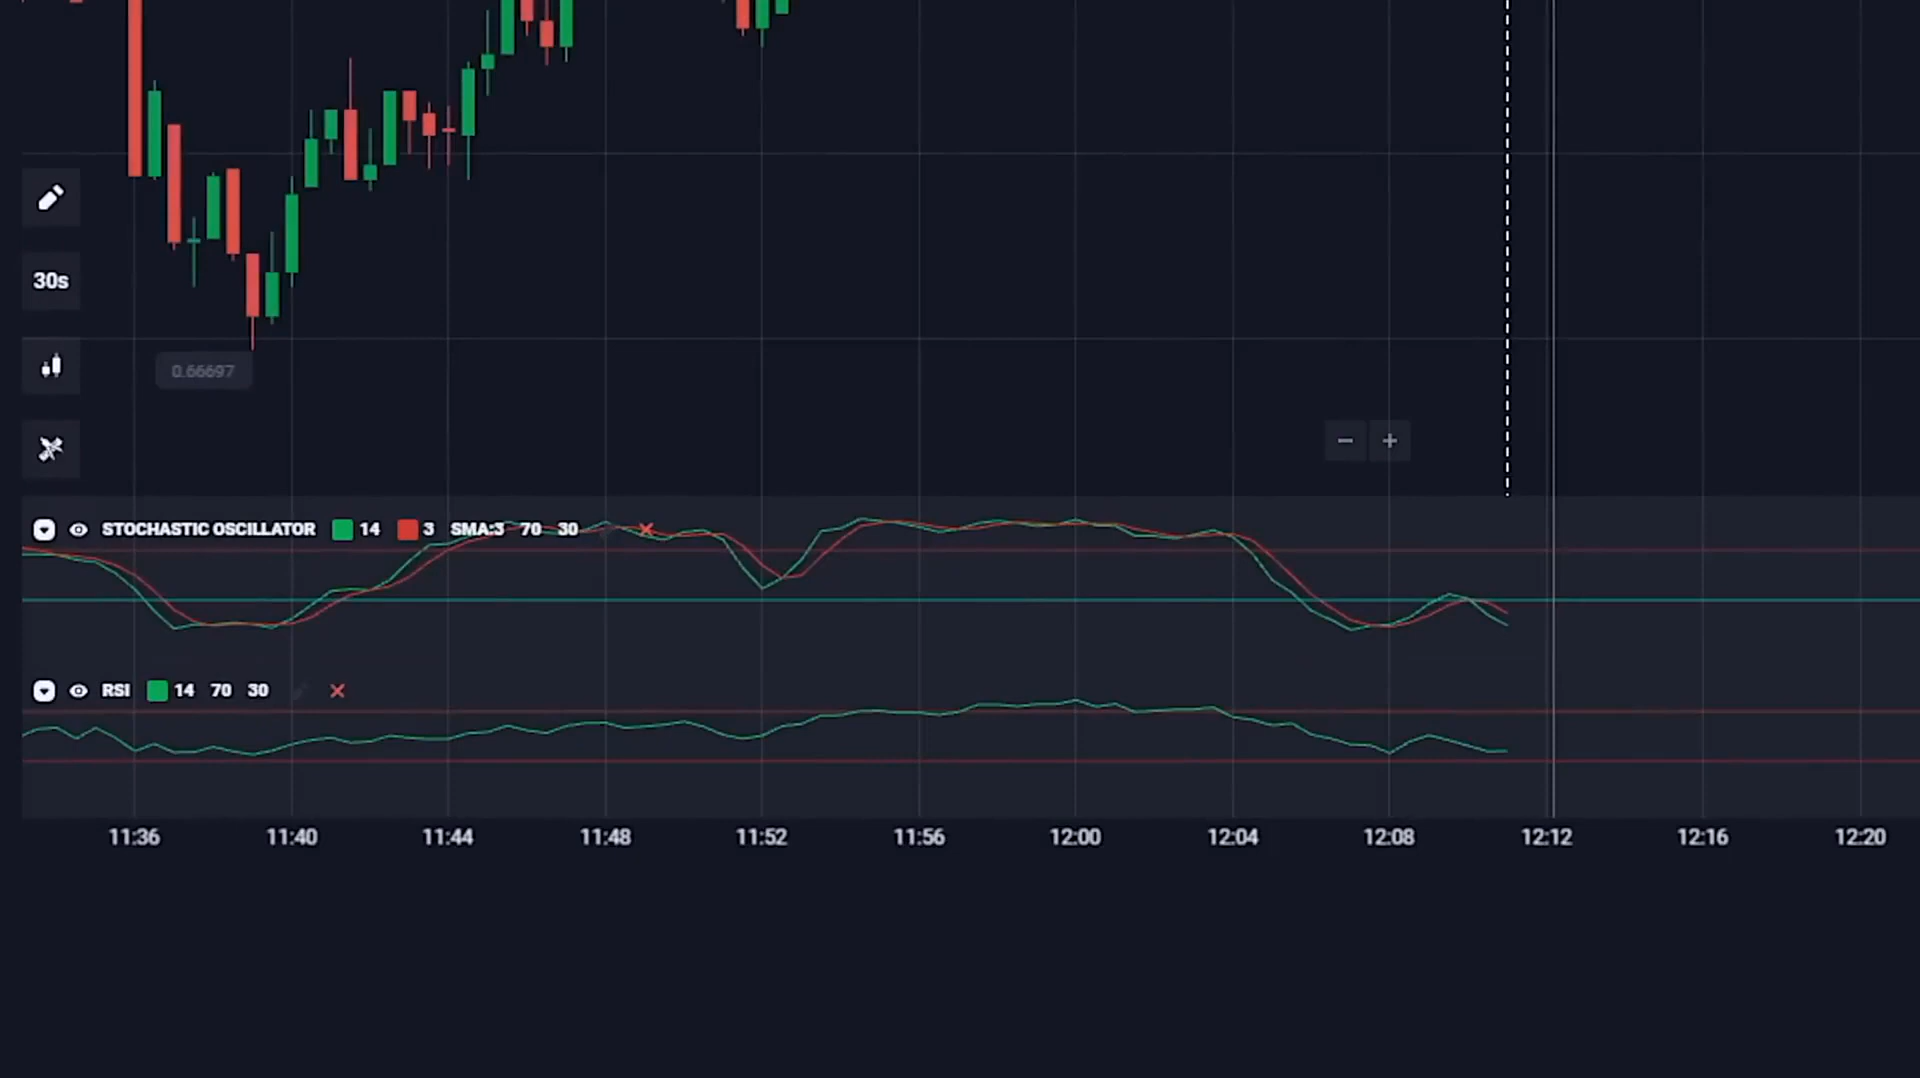 30s
0.66697
STOCHASTIC OSCILLATOR 14 3 SMA:3 70 30
RSI 14 70 30
11:36 11:40 11:44 11:48 11:52 11:56 12:00 12:04 12:08 12:12 12:16 12:20